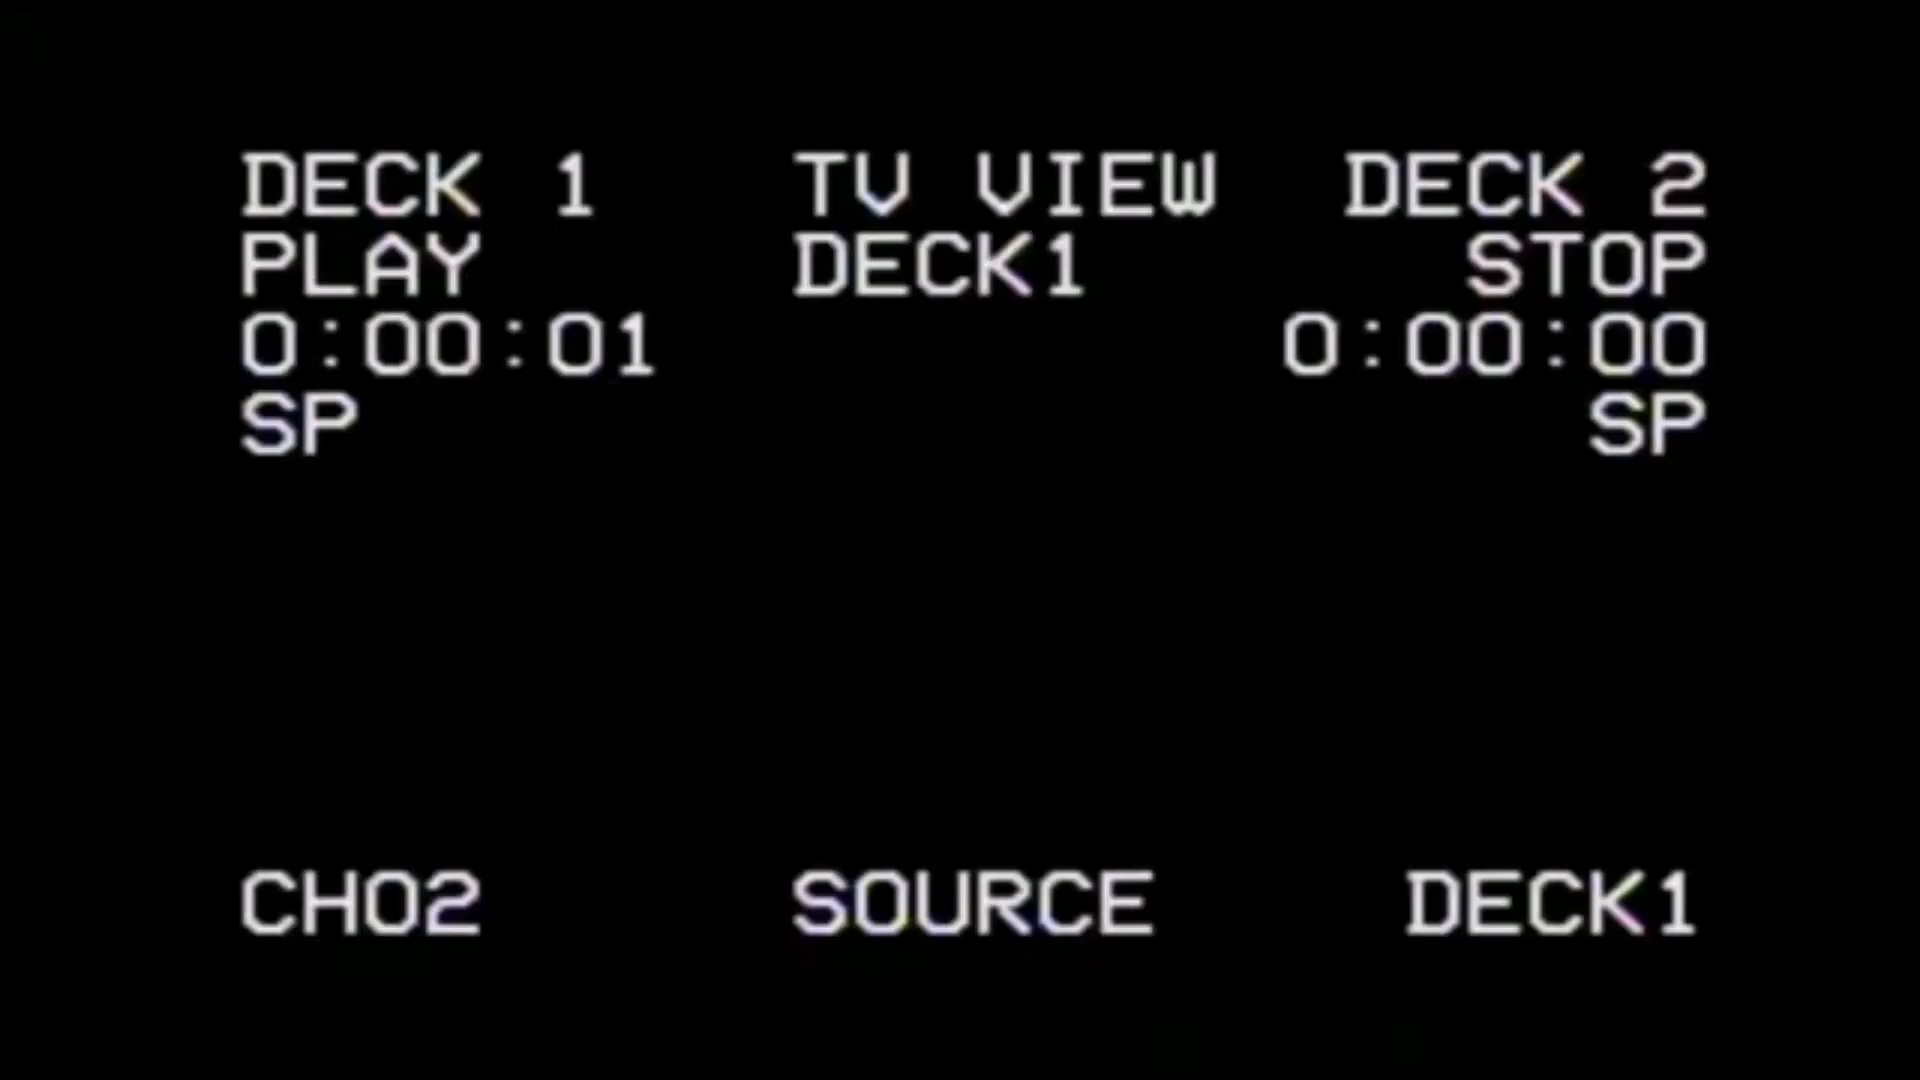 DECK 1 TV VIEW DECK 2
PLAY DECK1 STOP
0:00:01 0:00:00
SP SP
CH02 SOURCE DECK1